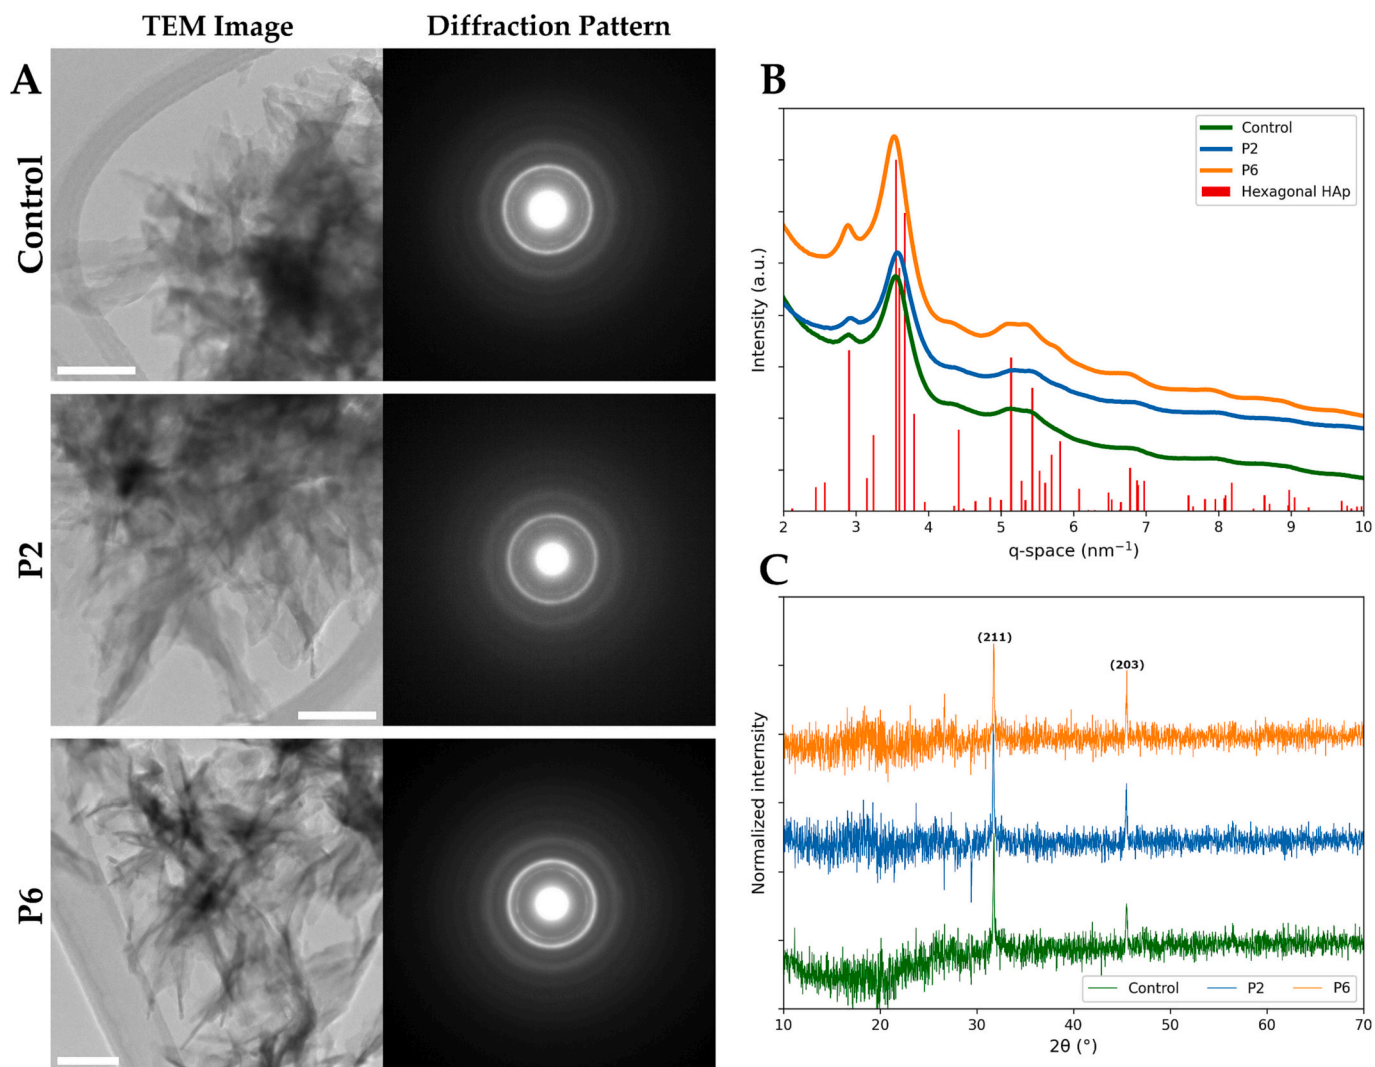 TEM Image
Diffraction Pattern
A
Control
P2
P6
B
Control
P2
P6
Hexagonal HAp
Intensity (a.u.)
2 3 4 5 6 7 8 9 10
q-space (nm⁻¹)
C
(211)
(203)
Normalized internsity
Control P2 P6
10 20 30 40 50 60 70
2θ (°)